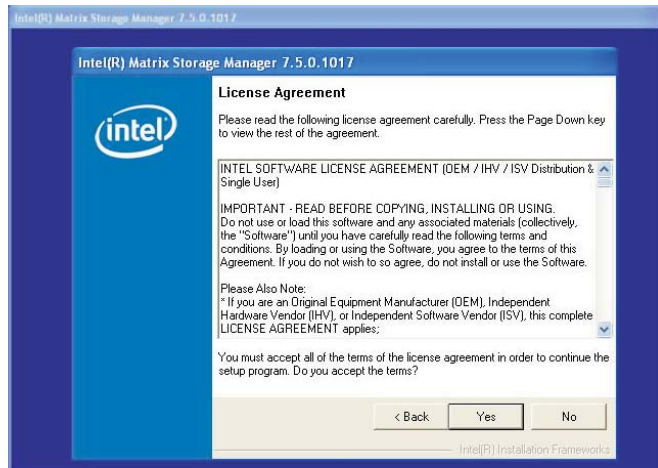 Intel(R) Matrix Storage Manager 7.5.0.1017
Intel(R) Matrix Storage Manager 7.5.0.1017
intel
License Agreement
Please read the following license agreement carefully. Press the Page Down key
to view the rest of the agreement.
INTEL SOFTWARE LICENSE AGREEMENT (OEM / IHV / ISV Distribution &
Single User)
IMPORTANT - READ BEFORE COPYING, INSTALLING OR USING.
Do not use or load this software and any associated materials (collectively,
the "Software") until you have carefully read the following terms and
conditions. By loading or using the Software, you agree to the terms of this
Agreement. If you do not wish to so agree, do not install or use the Software.
Please Also Note:
* If you are an Original Equipment Manufacturer (OEM), Independent
Hardware Vendor (IHV), or Independent Software Vendor (ISV), this complete
LICENSE AGREEMENT applies;
You must accept all of the terms of the license agreement in order to continue the
setup program. Do you accept the terms?
< Back Yes No
Intel(R) Installation Frameworks